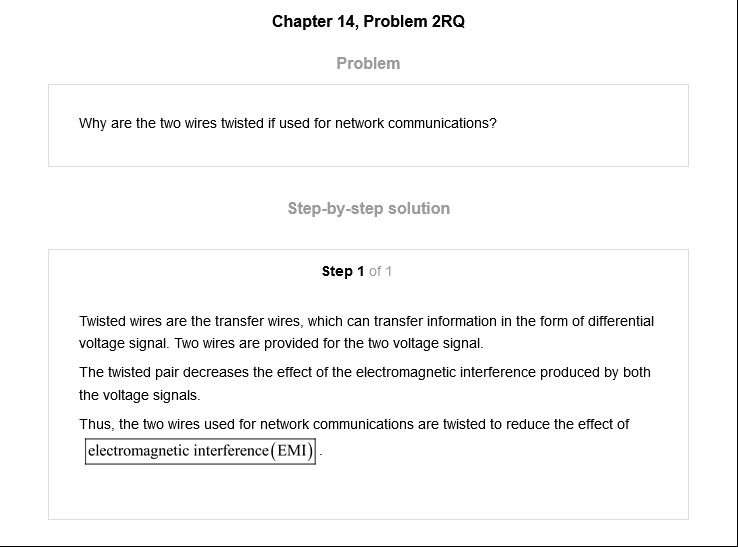 Chapter 14, Problem 2RQ
Problem
Why are the two wires twisted if used for network communications?
Step-by-step solution
Step 1 of 1
Twisted wires are the transfer wires, which can transfer information in the form of differential
voltage signal. Two wires are provided for the two voltage signal.
The twisted pair decreases the effect of the electromagnetic interference produced by both
the voltage signals.
Thus, the two wires used for network communications are twisted to reduce the effect of
electromagnetic interference(EMI).